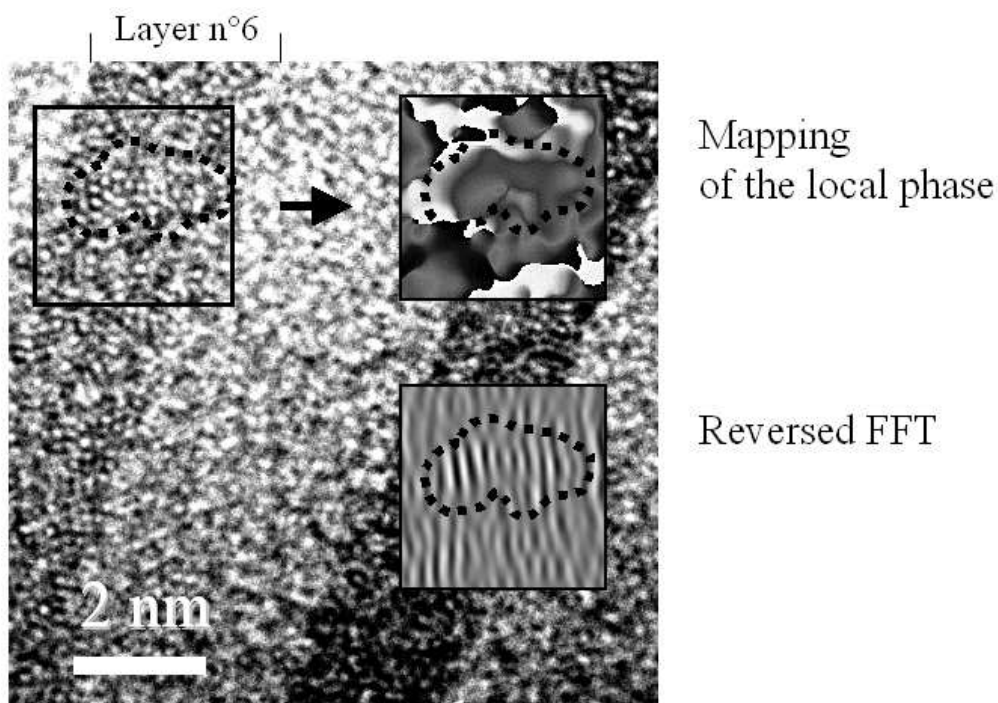 Layer n°6
Mapping
of the local phase
Reversed FFT
2 nm